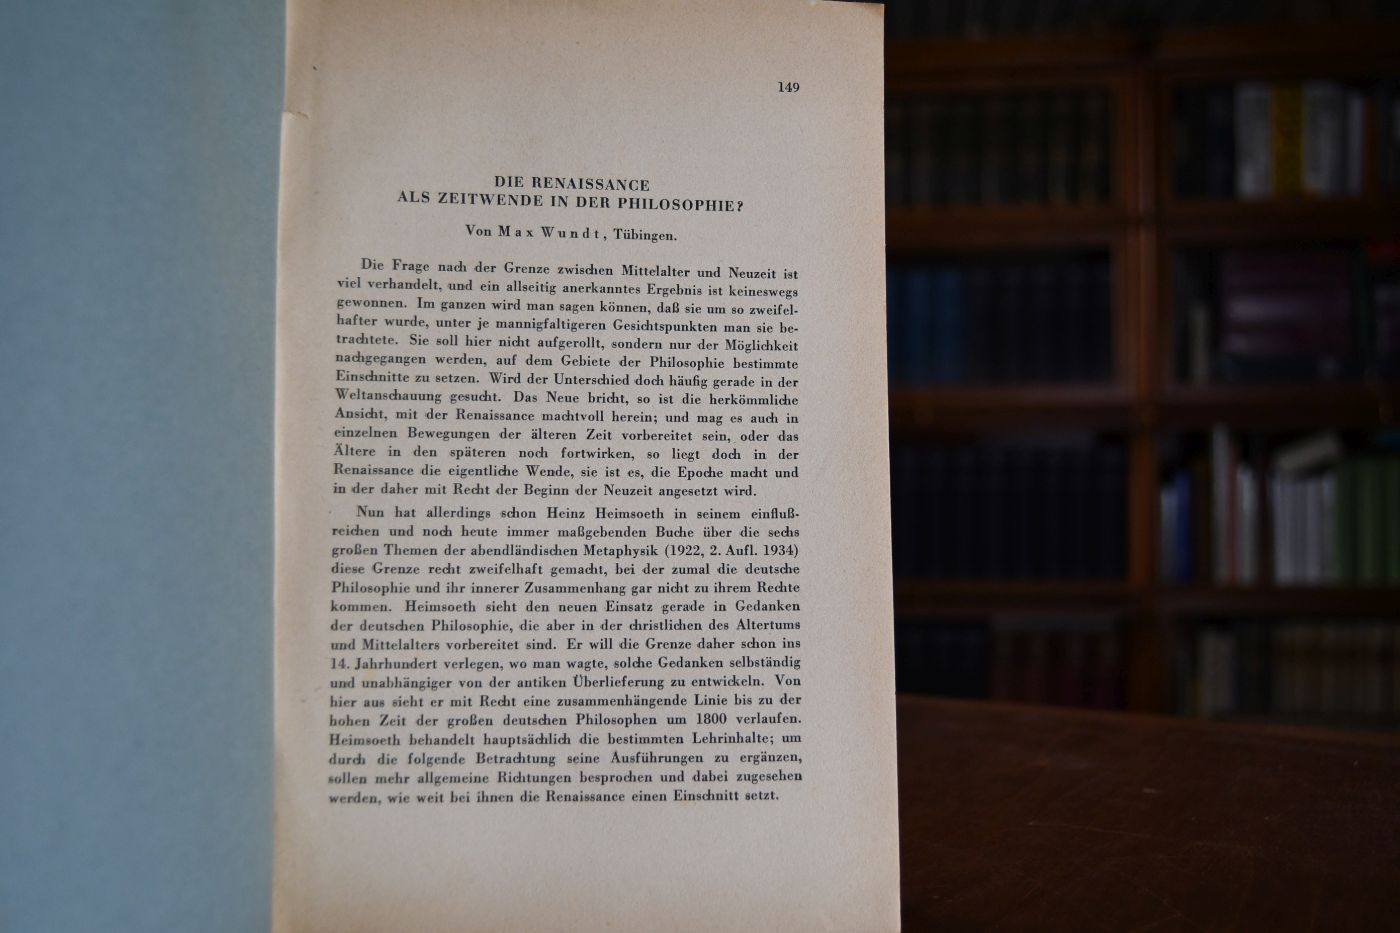 149
DIE RENAISSANCE
ALS ZEITWENDE IN DER PHILOSOPHIE?
Von Max Wundt, Tübingen.
Die Frage nach der Grenze zwischen Mittelalter und Neuzeit ist
viel verhandelt, und ein allseitig anerkanntes Ergebnis ist keineswegs
gewonnen. Im ganzen wird man sagen können, daß sie um so zweifel-
hafter wurde, unter je mannigfaltigeren Gesichtspunkten man sie be-
trachtete. Sie soll hier nicht aufgerollt, sondern nur der Möglichkeit
nachgegangen werden, auf dem Gebiete der Philosophie bestimmte
Einschnitte zu setzen. Wird der Unterschied doch häufig gerade in der
Weltanschauung gesucht. Das Neue bricht, so ist die herkömmliche
Ansicht, mit der Renaissance machtvoll herein; und mag es auch in
einzelnen Bewegungen der älteren Zeit vorbereitet sein, oder das
Ältere in den späteren noch fortwirken, so liegt doch in der
Renaissance die eigentliche Wende, sie ist es, die Epoche macht und
in der daher mit Recht der Beginn der Neuzeit angesetzt wird.
Nun hat allerdings schon Heinz Heimsoeth in seinem einfluß-
reichen und noch heute immer maßgebenden Buche über die sechs
großen Themen der abendländischen Metaphysik (1922, 2. Aufl. 1934)
diese Grenze recht zweifelhaft gemacht, bei der zumal die deutsche
Philosophie und ihr innerer Zusammenhang gar nicht zu ihrem Rechte
kommen. Heimsoeth sieht den neuen Einsatz gerade in Gedanken
der deutschen Philosophie, die aber in der christlichen des Altertums
und Mittelalters vorbereitet sind. Er will die Grenze daher schon ins
14. Jahrhundert verlegen, wo man wagte, solche Gedanken selbständig
und unabhängiger von der antiken Überlieferung zu entwickeln. Von
hier aus sieht er mit Recht eine zusammenhängende Linie bis zu der
hohen Zeit der großen deutschen Philosophen um 1800 verlaufen.
Heimsoeth behandelt hauptsächlich die bestimmten Lehrinhalte; um
durch die folgende Betrachtung seine Ausführungen zu ergänzen,
sollen mehr allgemeine Richtungen besprochen und dabei zugesehen
werden, wie weit bei ihnen die Renaissance einen Einschnitt setzt.